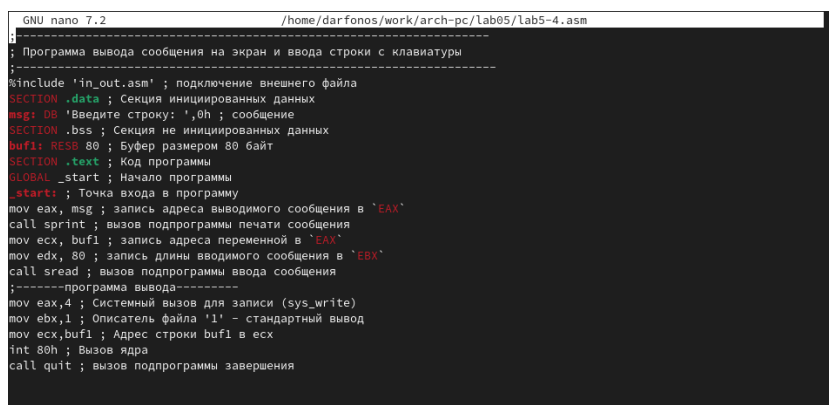 GNU nano 7.2 /home/darfonos/work/arch-pc/lab05/lab5-4.asm
;------------------------------------------------------------------
; Программа вывода сообщения на экран и ввода строки с клавиатуры
;-------------------------------------------------------------------
%include 'in_out.asm' ; подключение внешнего файла
SECTION .data ; Секция инициированных данных
msg: DB 'Введите строку: ',0h ; сообщение
SECTION .bss ; Секция не инициированных данных
buf1: RESB 80 ; Буфер размером 80 байт
SECTION .text ; Код программы
GLOBAL _start ; Начало программы
_start: ; Точка входа в программу
mov eax, msg ; запись адреса выводимого сообщения в `EAX`
call sprint ; вызов подпрограммы печати сообщения
mov ecx, buf1 ; запись адреса переменной в `EAX`
mov edx, 80 ; запись длины вводимого сообщения в `EBX`
call sread ; вызов подпрограммы ввода сообщения
;-------программа вывода---------
mov eax,4 ; Системный вызов для записи (sys_write)
mov ebx,1 ; Описатель файла '1' - стандартный вывод
mov ecx,buf1 ; Адрес строки buf1 в ecx
int 80h ; Вызов ядра
call quit ; вызов подпрограммы завершения